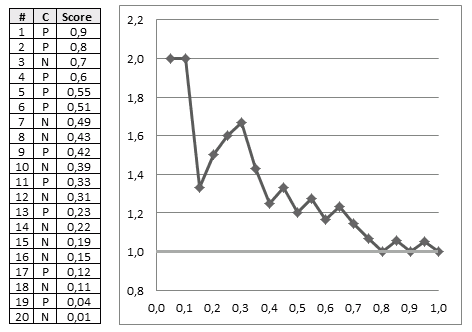 # C Score
1 P 0,9
2 P 0,8
3 N 0,7
4 P 0,6
5 P 0,55
6 P 0,51
7 N 0,49
8 N 0,43
9 P 0,42
10 N 0,39
11 P 0,33
12 N 0,31
13 P 0,23
14 N 0,22
15 N 0,19
16 N 0,15
17 P 0,12
18 N 0,11
19 P 0,04
20 N 0,01
2,2
2,0
1,8
1,6
1,4
1,2
1,0
0,8
0,0 0,1 0,2 0,3 0,4 0,5 0,6 0,7 0,8 0,9 1,0